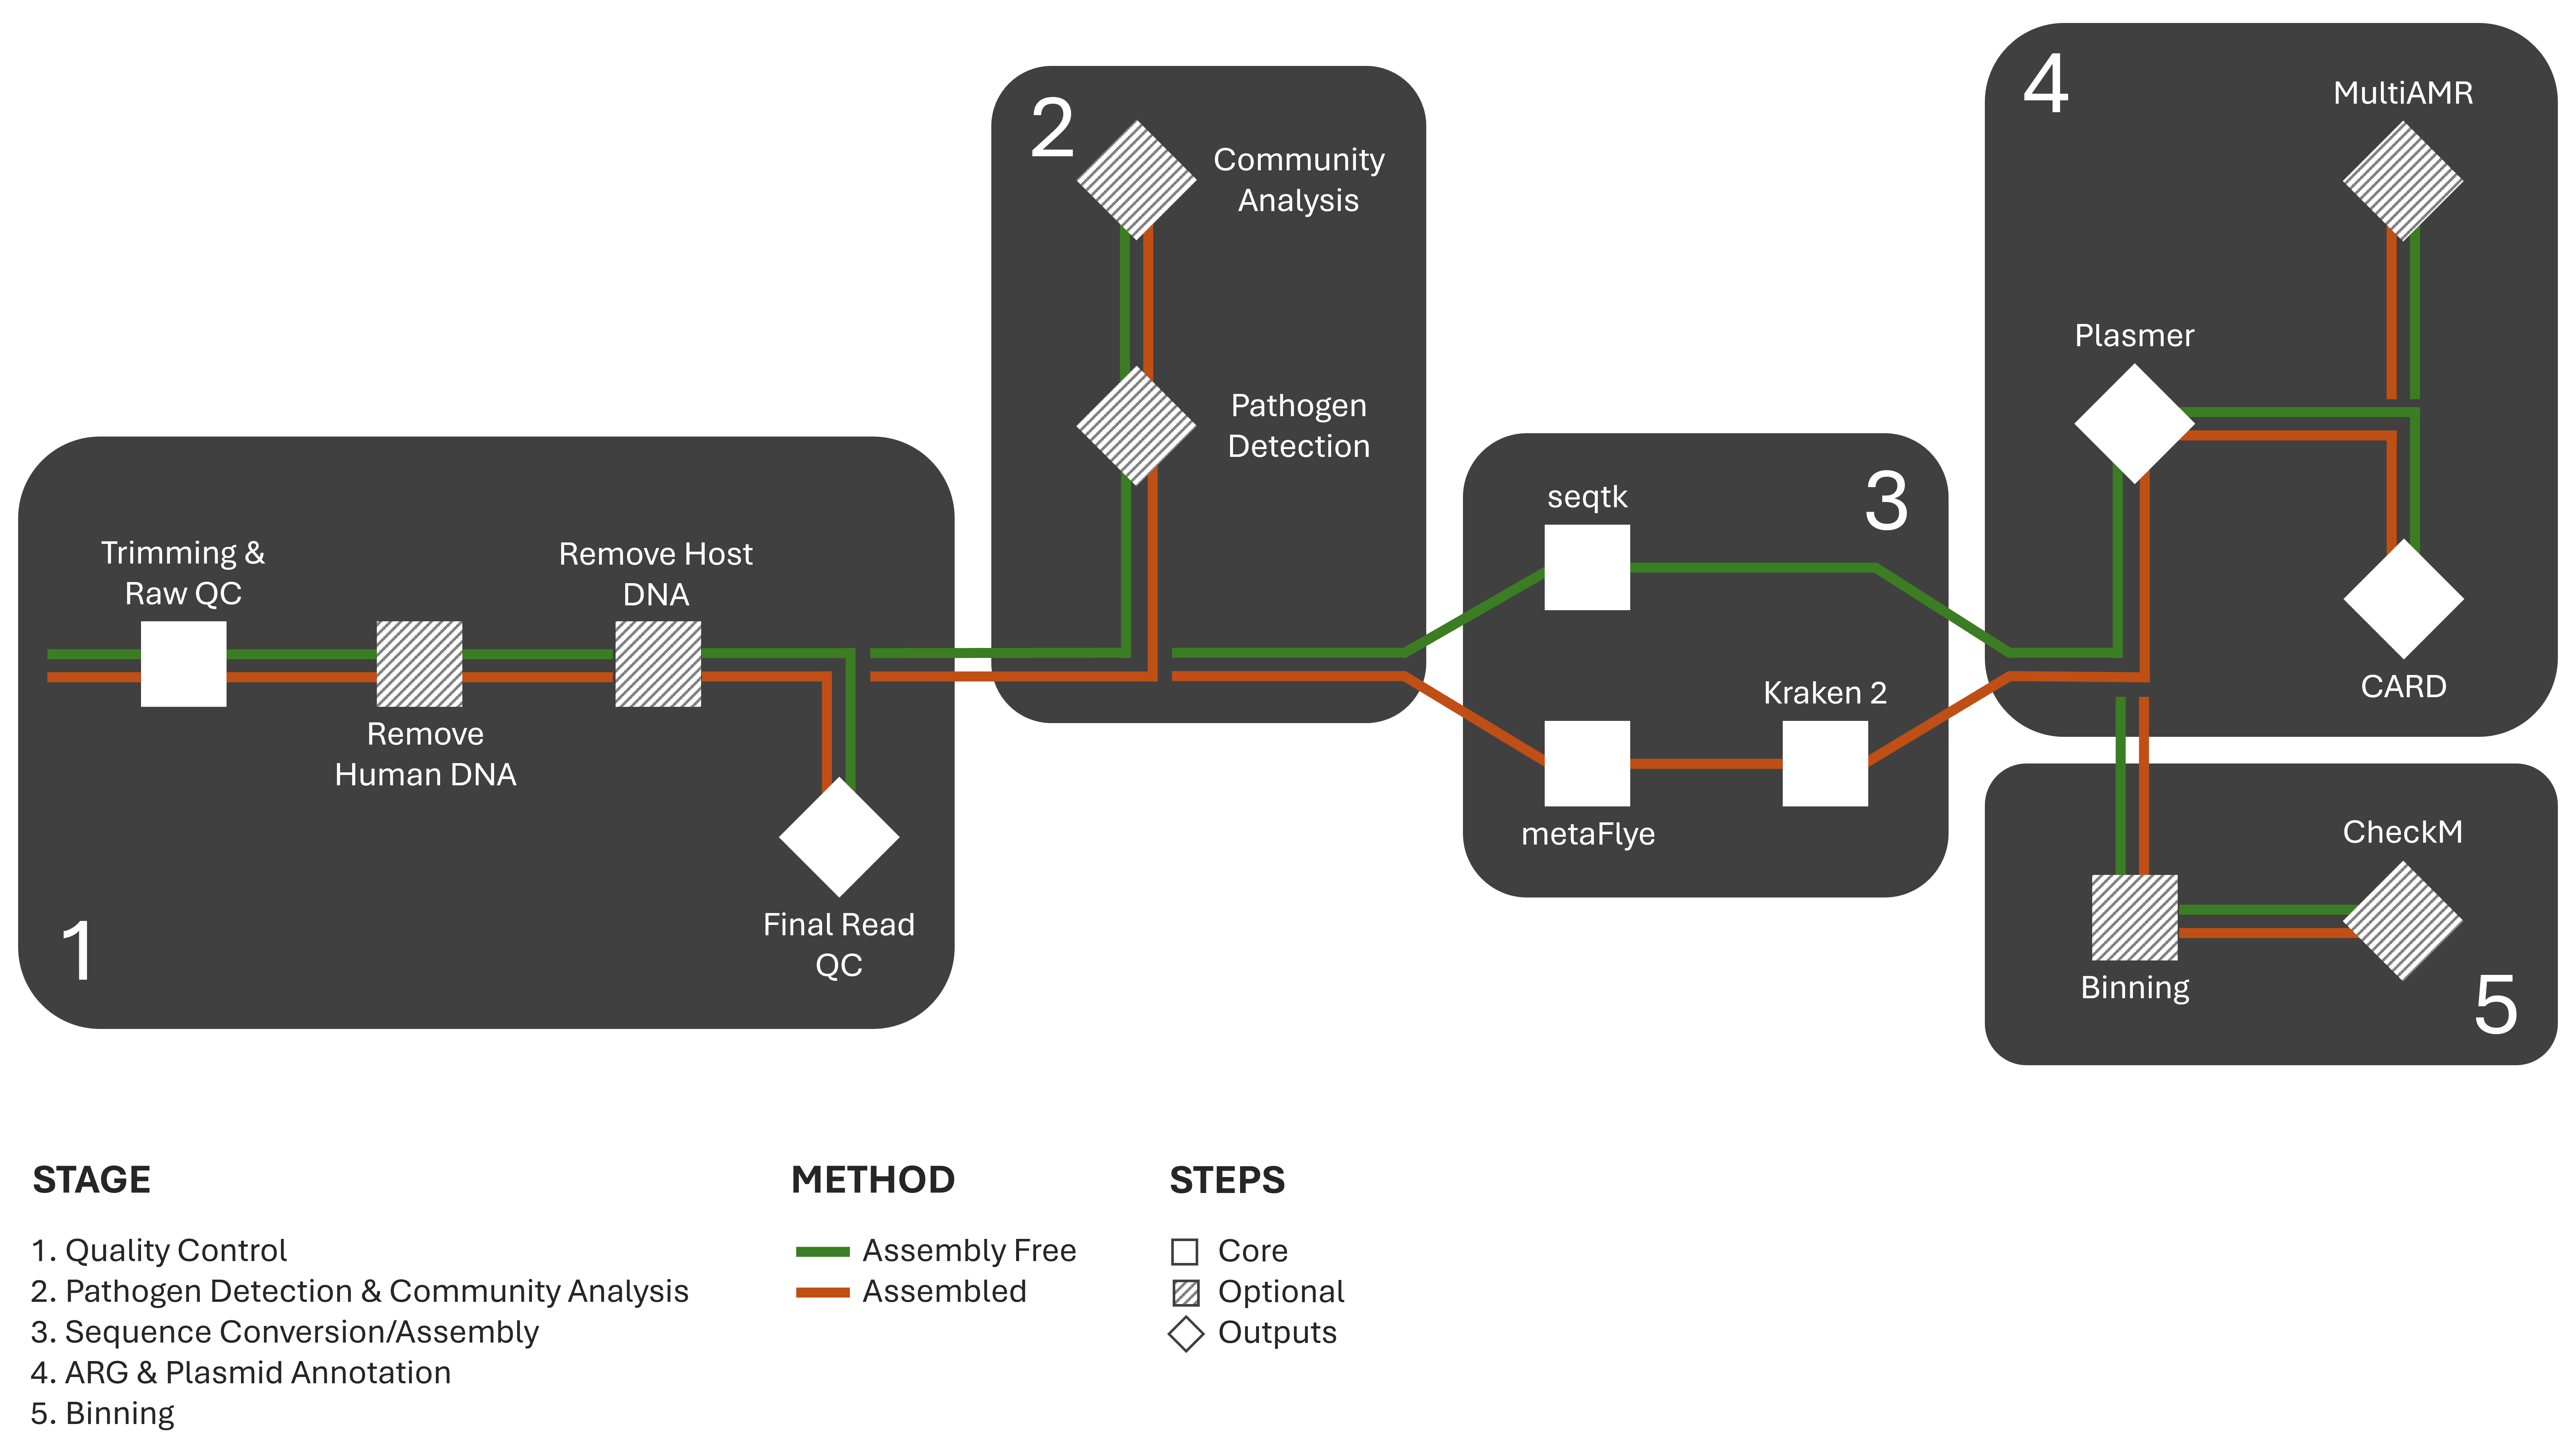 1
Trimming &
Raw QC
Remove
Human DNA
Remove Host
DNA
Final Read
QC
2
Community
Analysis
Pathogen
Detection
3
seqtk
metaFlye
Kraken 2
4
MultiAMR
Plasmer
CARD
5
CheckM
Binning
STAGE
1. Quality Control
2. Pathogen Detection & Community Analysis
3. Sequence Conversion/Assembly
4. ARG & Plasmid Annotation
5. Binning
METHOD
Assembly Free
Assembled
STEPS
Core
Optional
Outputs